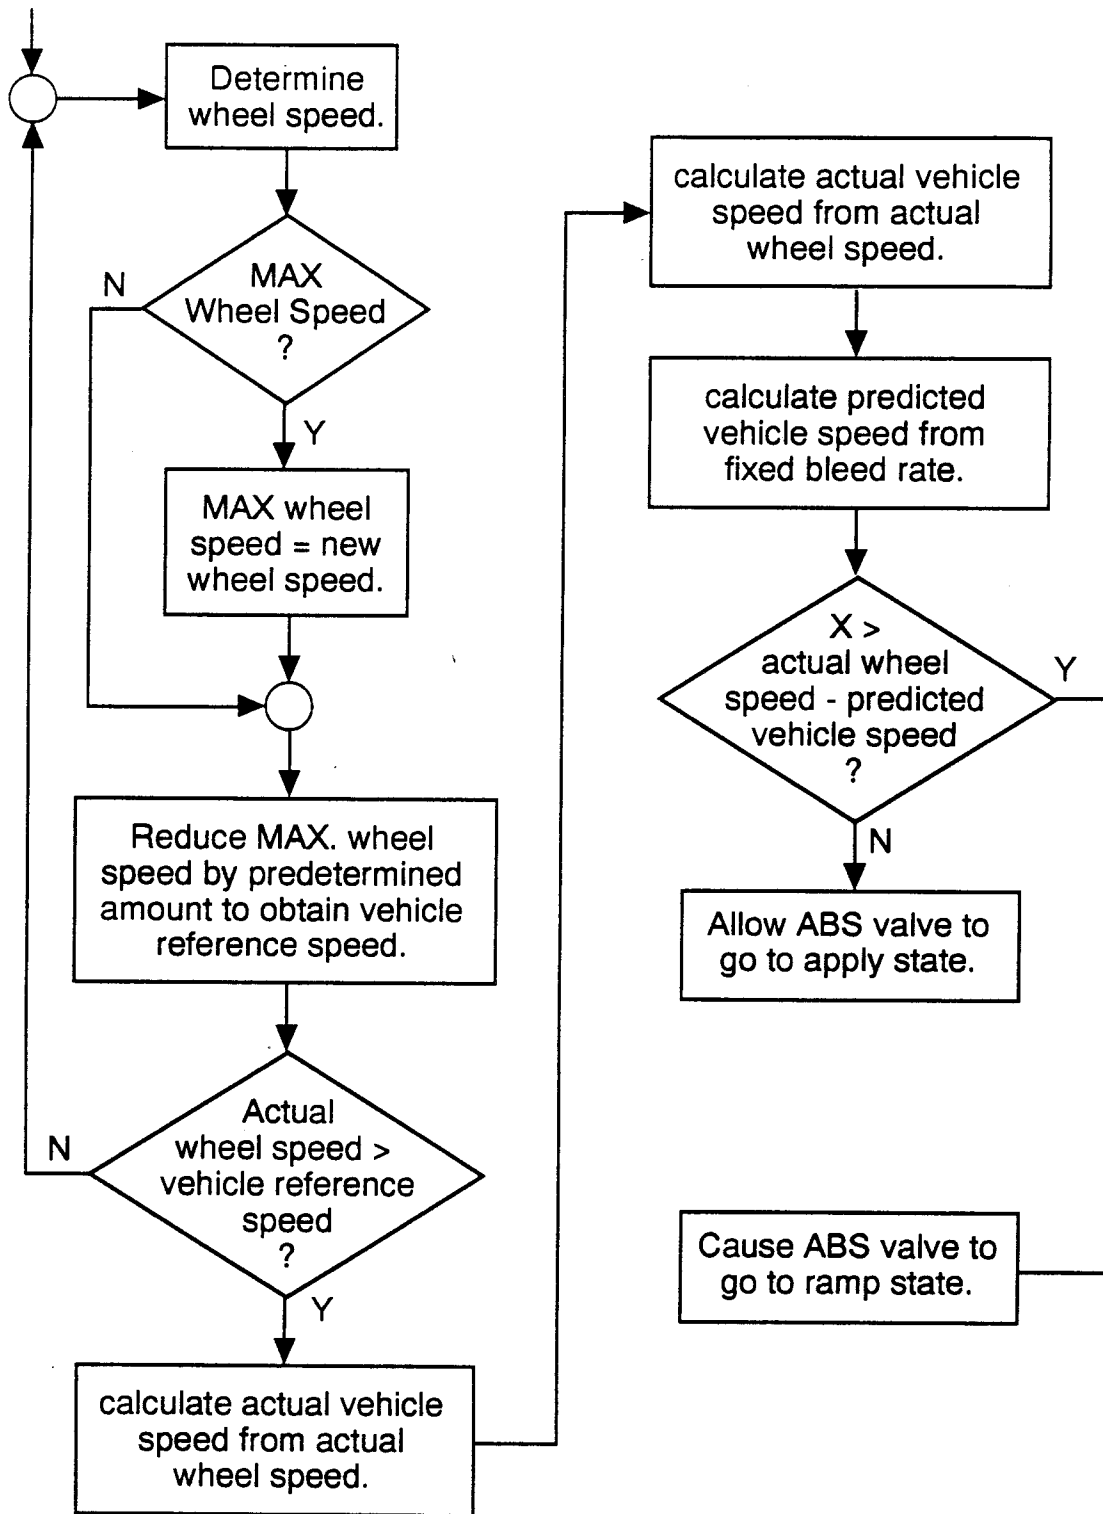 Determine
wheel speed.
MAX
Wheel Speed
?
N
Y
MAX wheel
speed = new
wheel speed.
Reduce MAX. wheel
speed by predetermined
amount to obtain vehicle
reference speed.
Actual
wheel speed >
vehicle reference
speed
?
N
Y
calculate actual vehicle
speed from actual
wheel speed.
calculate actual vehicle
speed from actual
wheel speed.
calculate predicted
vehicle speed from
fixed bleed rate.
X >
actual wheel
speed - predicted
vehicle speed
?
Y
N
Allow ABS valve to
go to apply state.
Cause ABS valve to
go to ramp state.